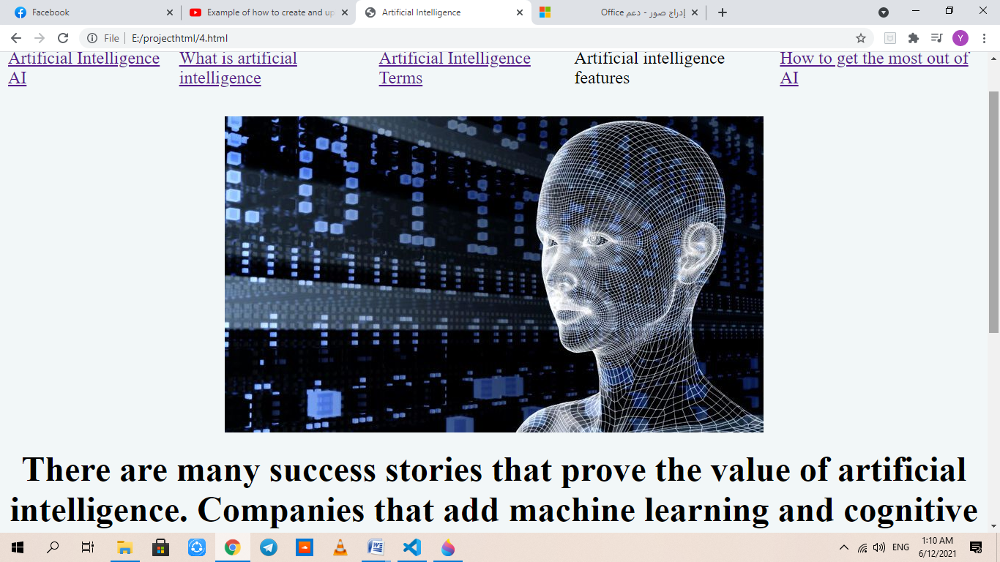 Facebook
Example of how to create and up
Artificial Intelligence
إدراج صور - دعم Office
File
E:/projecthtml/4.html
Y
Artificial Intelligence AI
What is artificial intelligence
Artificial Intelligence Terms
Artificial intelligence features
How to get the most out of AI
There are many success stories that prove the value of artificial
intelligence. Companies that add machine learning and cognitive
ENG
1:10 AM
6/12/2021